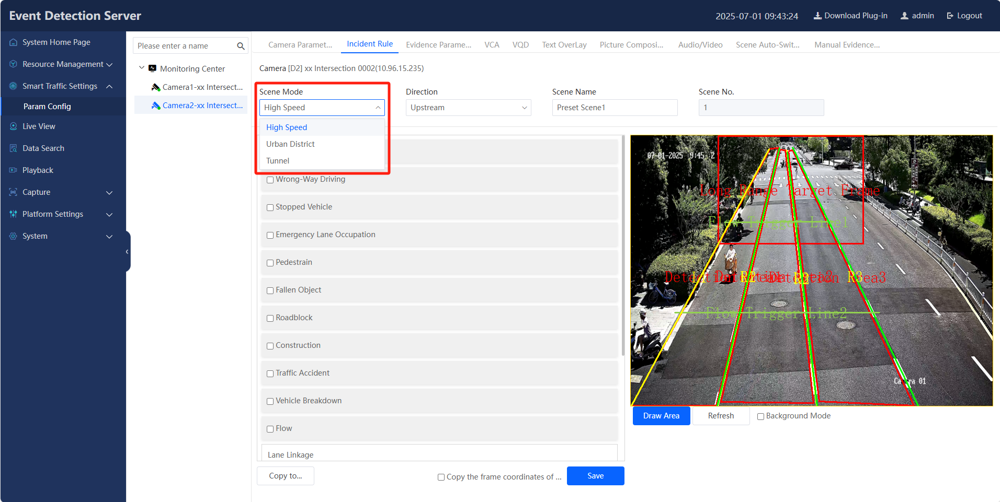 Event Detection Server
2025-07-01 09:43:24
Download Plug-in
admin
Logout
System Home Page
Resource Management
Smart Traffic Settings
Param Config
Live View
Data Search
Playback
Capture
Platform Settings
System
Please enter a name
Monitoring Center
Camera1-xx Intersect...
Camera2-xx Intersect...
Camera Paramet...
Incident Rule
Evidence Parame...
VCA
VQD
Text OverLay
Picture Composi...
Audio/Video
Scene Auto-Swit...
Manual Evidence...
Camera [D2] xx Intersection 0002(10.96.15.235)
Scene Mode
Direction
Scene Name
Scene No.
High Speed
Upstream
Preset Scene1
1
High Speed
Urban District
Tunnel
Wrong-Way Driving
Stopped Vehicle
Emergency Lane Occupation
Pedestrain
Fallen Object
Roadblock
Construction
Traffic Accident
Vehicle Breakdown
Flow
Lane Linkage
Copy to...
Copy the frame coordinates of ...
Save
07-01-2025 9:45 2
Long Range Target Frame
Flow Trigger Line1
R2
R3
Flow Trigger Line2
Camera 01
Draw Area
Refresh
Background Mode